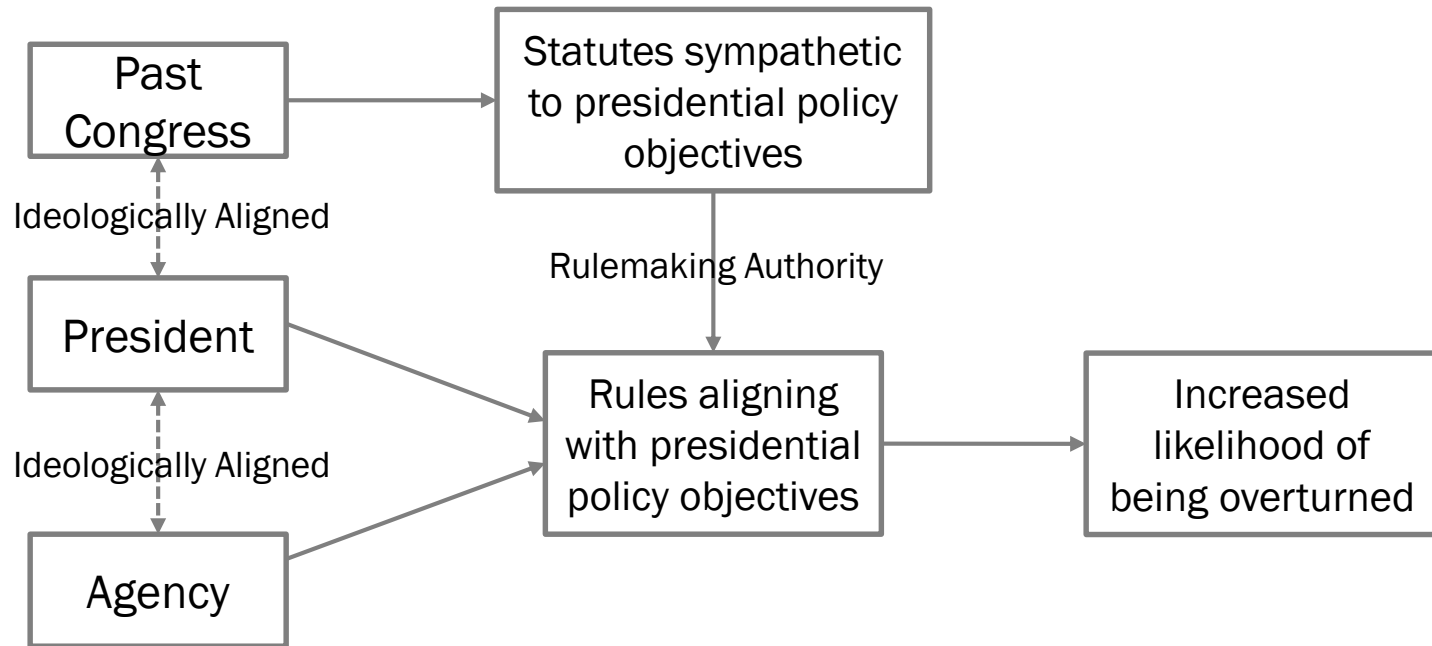 Past
Congress
Statutes sympathetic
to presidential policy
objectives
Ideologically Aligned
Rulemaking Authority
President
Rules aligning
with presidential
policy objectives
Increased
likelihood of
being overturned
Ideologically Aligned
Agency